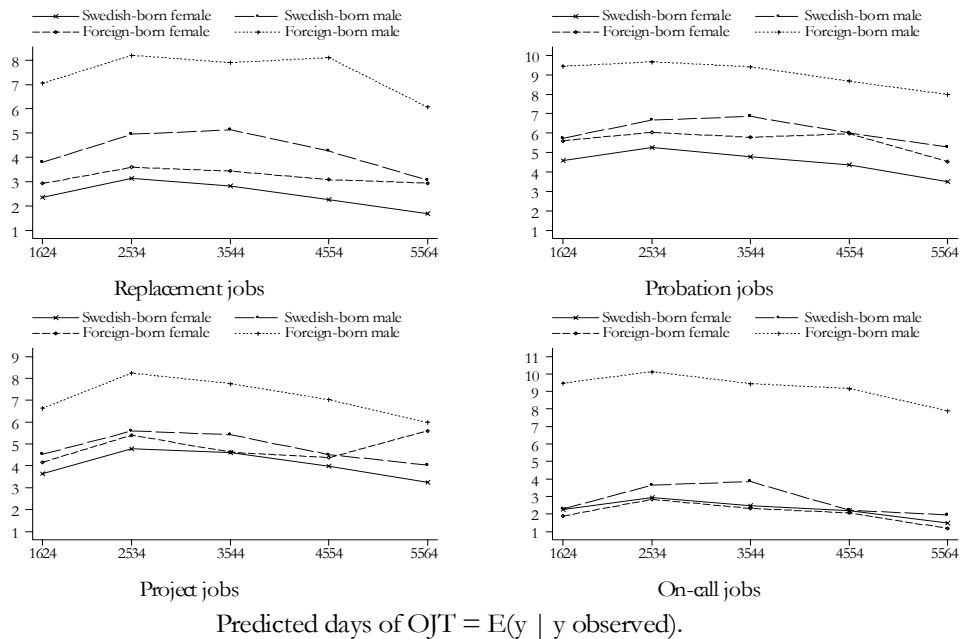 Swedish-born female Swedish-born male
Foreign-born female Foreign-born male
8
7
6
5
4
3
2
1
1624 2534 3544 4554 5564
Replacement jobs
Swedish-born female Swedish-born male
Foreign-born female Foreign-born male
10
9
8
7
6
5
4
3
2
1
1624 2534 3544 4554 5564
Probation jobs
Swedish-born female Swedish-born male
Foreign-born female Foreign-born male
9
8
7
6
5
4
3
2
1
1624 2534 3544 4554 5564
Project jobs
Swedish-born female Swedish-born male
Foreign-born female Foreign-born male
11
10
9
8
7
6
5
4
3
2
1
1624 2534 3544 4554 5564
On-call jobs
Predicted days of OJT = E(y | y observed).